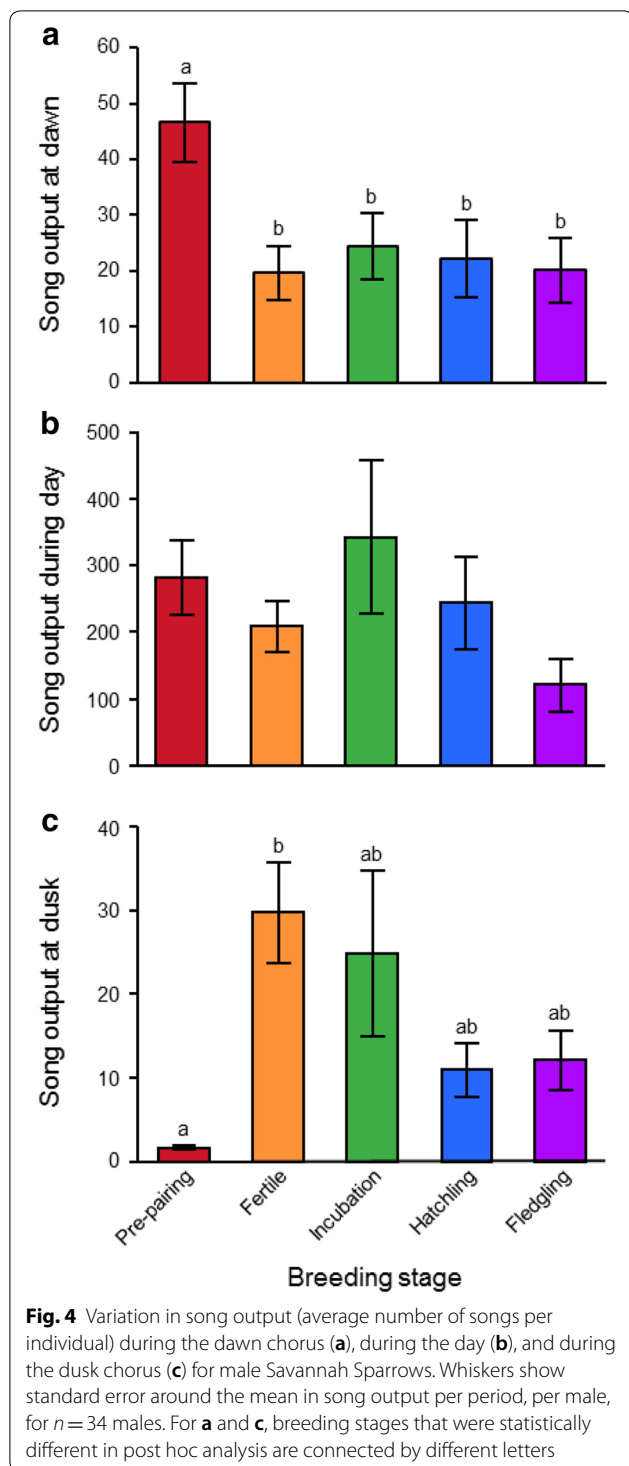 a
Song output at dawn
60
50
40
30
20
10
0
a
b
b
b
b
b
Song output during day
500
400
300
200
100
0
c
Song output at dusk
40
30
20
10
0
a
b
ab
ab
ab
Pre-pairing
Fertile
Incubation
Hatchling
Fledgling
Breeding stage
Fig. 4 Variation in song output (average number of songs per
individual) during the dawn chorus (a), during the day (b), and during
the dusk chorus (c) for male Savannah Sparrows. Whiskers show
standard error around the mean in song output per period, per male,
for n = 34 males. For a and c, breeding stages that were statistically
different in post hoc analysis are connected by different letters